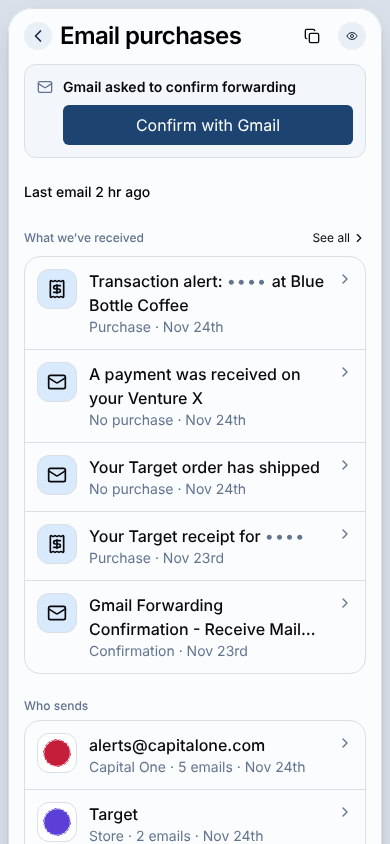 Email purchases
Gmail asked to confirm forwarding
Confirm with Gmail
Last email 2 hr ago
What we’ve received
See all
Transaction alert: •••• at Blue
Bottle Coffee
Purchase · Nov 24th
A payment was received on
your Venture X
No purchase · Nov 24th
Your Target order has shipped
No purchase · Nov 24th
Your Target receipt for ••••
Purchase · Nov 23rd
Gmail Forwarding
Confirmation - Receive Mail...
Confirmation · Nov 23rd
Who sends
alerts@capitalone.com
Capital One · 5 emails · Nov 24th
Target
Store · 2 emails · Nov 24th